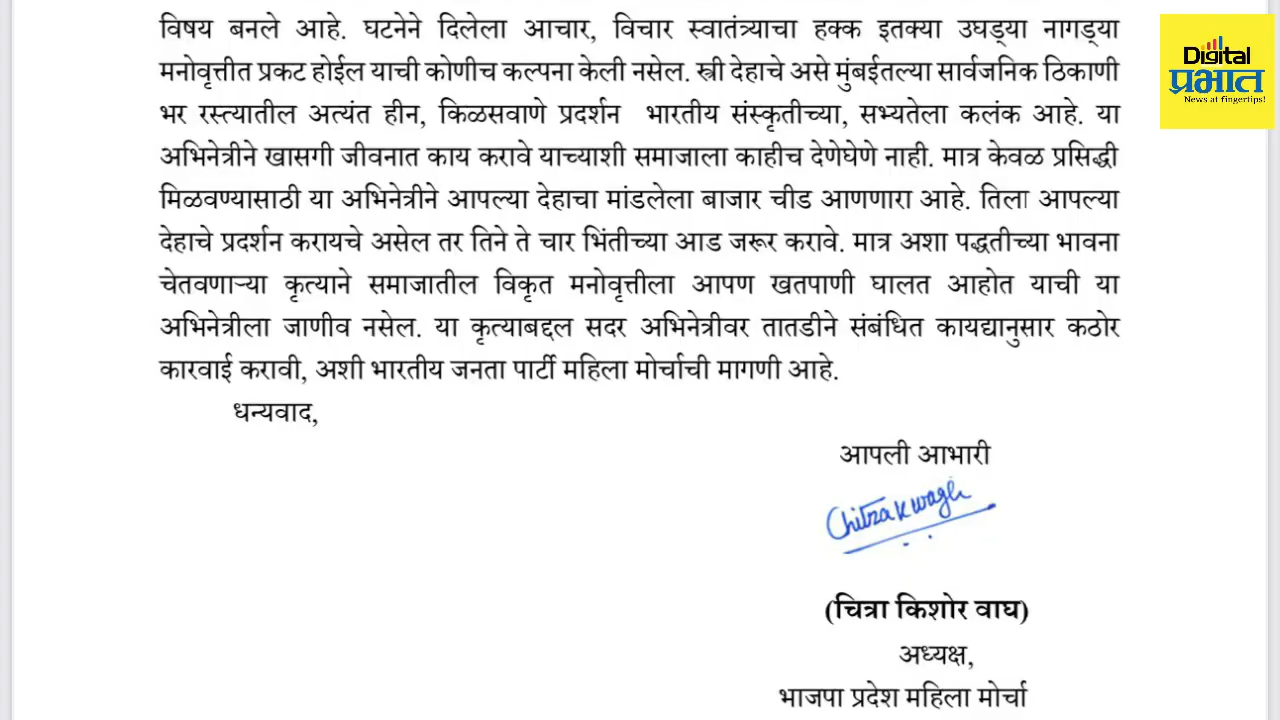 विषय बनले आहे. घटनेने दिलेला आचार, विचार स्वातंत्र्याचा हक्क इतक्या उघड्या नागड्या
मनोवृत्तीत प्रकट होईल याची कोणीच कल्पना केली नसेल. स्त्री देहाचे असे मुंबईतल्या सार्वजनिक ठिकाणी
भर रस्त्यातील अत्यंत हीन, किळसवाणे प्रदर्शन भारतीय संस्कृतीच्या, सभ्यतेला कलंक आहे. या
अभिनेत्रीने खासगी जीवनात काय करावे याच्याशी समाजाला काहीच देणेघेणे नाही. मात्र केवळ प्रसिद्धी
मिळवण्यासाठी या अभिनेत्रीने आपल्या देहाचा मांडलेला बाजार चीड आणणारा आहे. तिला आपल्या
देहाचे प्रदर्शन करायचे असेल तर तिने ते चार भिंतीच्या आड जरूर करावे. मात्र अशा पद्धतीच्या भावना
चेतवणाऱ्या कृत्याने समाजातील विकृत मनोवृत्तीला आपण खतपाणी घालत आहोत याची या
अभिनेत्रीला जाणीव नसेल. या कृत्याबद्दल सदर अभिनेत्रीवर तातडीने संबंधित कायद्यानुसार कठोर
कारवाई करावी, अशी भारतीय जनता पार्टी महिला मोर्चाची मागणी आहे.
धन्यवाद,
आपली आभारी
Chitra K Wagh
(चित्रा किशोर वाघ)
अध्यक्ष,
भाजपा प्रदेश महिला मोर्चा
Digital
प्रभात
News at fingertips!